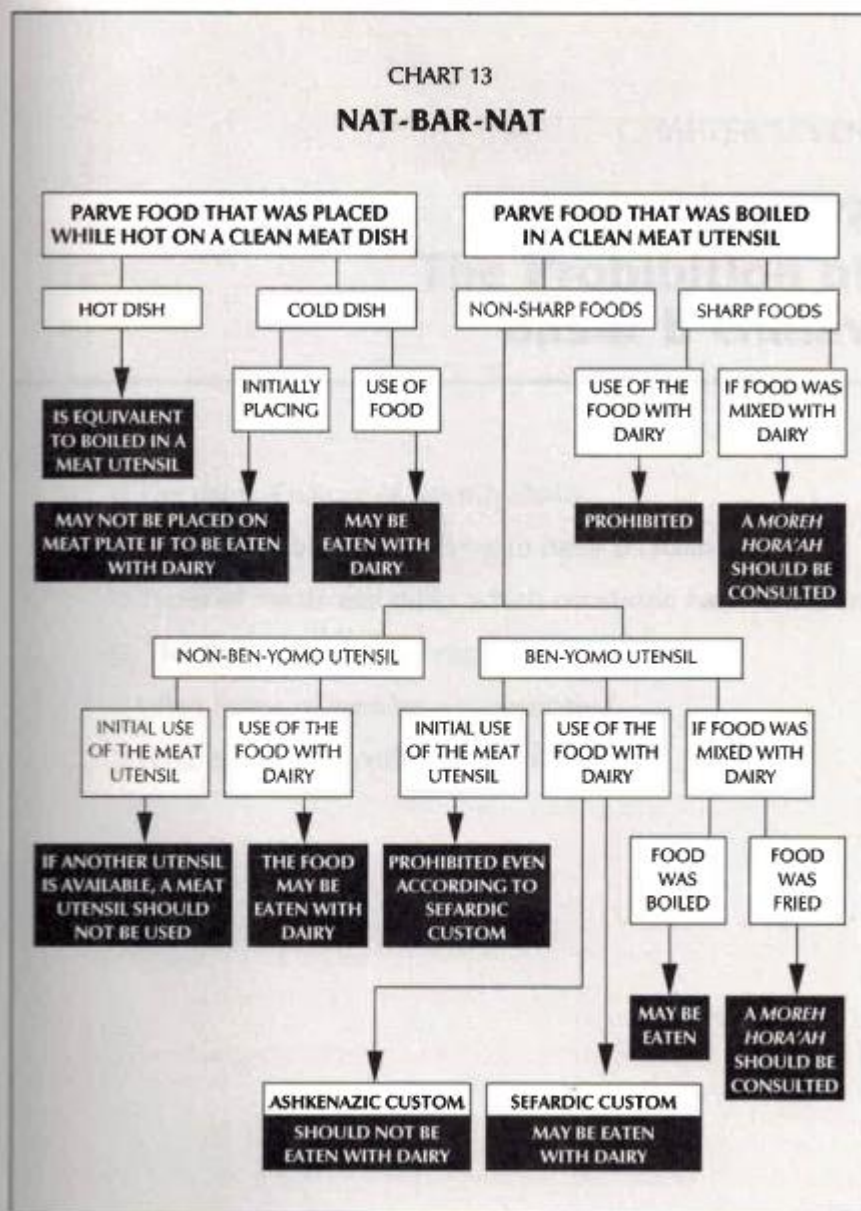 CHART 13
NAT-BAR-NAT
PARVE FOOD THAT WAS PLACED
WHILE HOT ON A CLEAN MEAT DISH
PARVE FOOD THAT WAS BOILED
IN A CLEAN MEAT UTENSIL
HOT DISH
COLD DISH
NON-SHARP FOODS
SHARP FOODS
INITIALLY
PLACING
USE OF
FOOD
USE OF THE
FOOD WITH
DAIRY
IF FOOD WAS
MIXED WITH
DAIRY
IS EQUIVALENT
TO BOILED IN A
MEAT UTENSIL
MAY NOT BE PLACED ON
MEAT PLATE IF TO BE EATEN
WITH DAIRY
MAY BE
EATEN WITH
DAIRY
PROHIBITED
A MOREH
HORA'AH
SHOULD BE
CONSULTED
NON-BEN-YOMO UTENSIL
BEN-YOMO UTENSIL
INITIAL USE
OF THE MEAT
UTENSIL
USE OF THE
FOOD WITH
DAIRY
INITIAL USE
OF THE MEAT
UTENSIL
USE OF THE
FOOD WITH
DAIRY
IF FOOD WAS
MIXED WITH
DAIRY
IF ANOTHER UTENSIL
IS AVAILABLE, A MEAT
UTENSIL SHOULD
NOT BE USED
THE FOOD
MAY BE
EATEN WITH
DAIRY
PROHIBITED EVEN
ACCORDING TO
SEFARDIC
CUSTOM
FOOD
WAS
BOILED
FOOD
WAS
FRIED
MAY BE
EATEN
A MOREH
HORA'AH
SHOULD BE
CONSULTED
ASHKENAZIC CUSTOM
SHOULD NOT BE
EATEN WITH DAIRY
SEFARDIC CUSTOM
MAY BE EATEN
WITH DAIRY